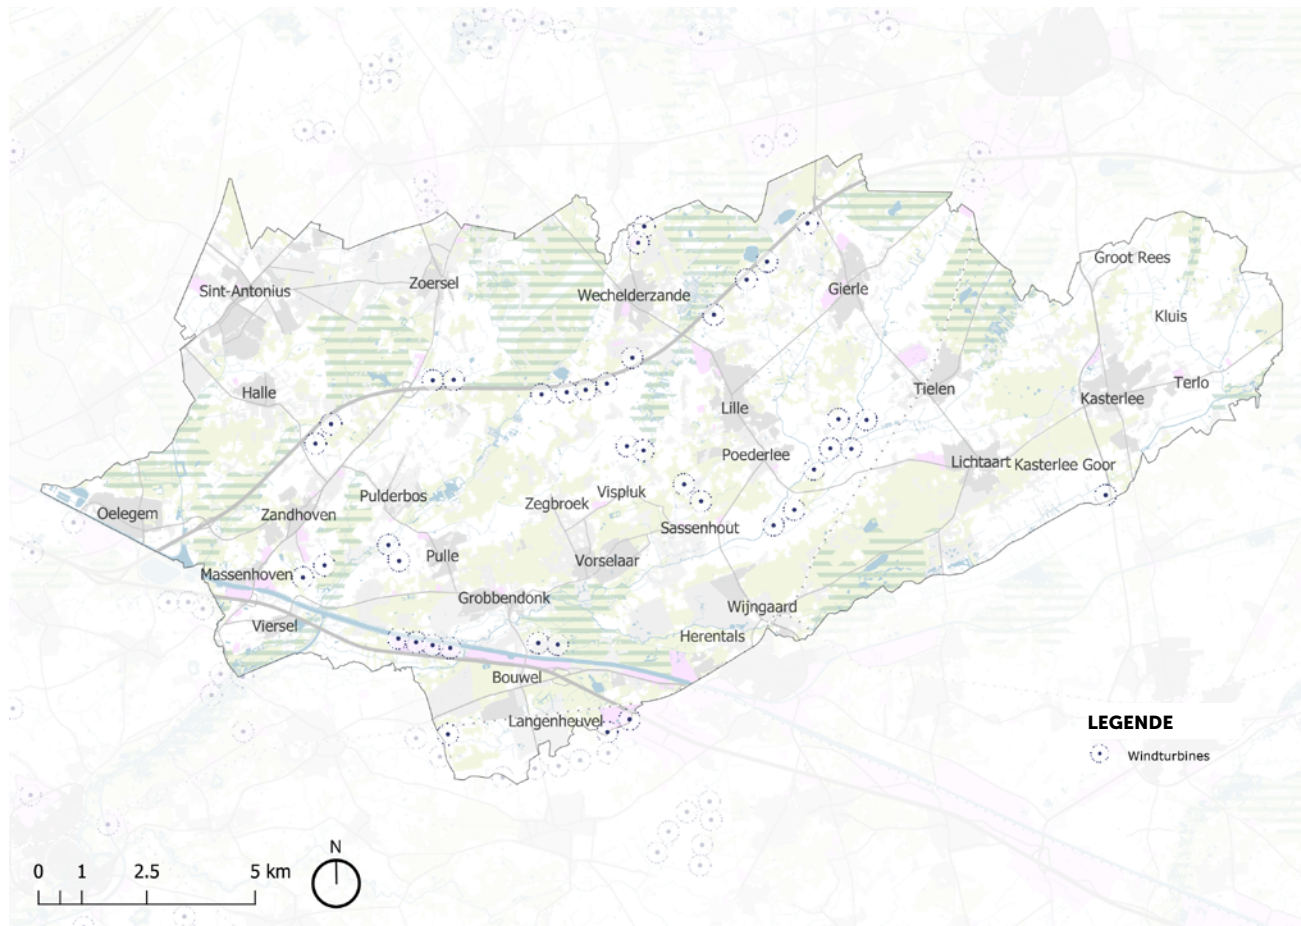 Groot Rees
Zoersel
Sint-Antonius
Wechelderzande
Gierle
Kluis
Terlo
Halle
Tielen
Kasterlee
Lille
Poederlee
Lichtaart
Kasterlee Goor
Pulderbos
Vispluk
Zegbroek
Oelegem
Zandhoven
Sassenhout
Pulle
Vorselaar
Massenhoven
Grobbendonk
Wijngaard
Viersel
Herentals
Bouwel
Langenheuvel
LEGENDE
Windturbines
N
0 1 2.5 5 km